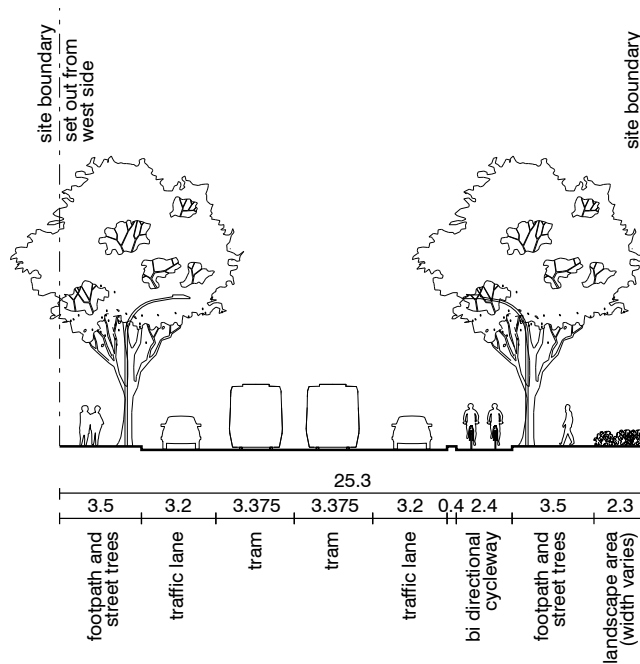 site boundary
set out from
west side
site boundary
25.3
3.5 3.2 3.375 3.375 3.2 0.4 2.4 3.5 2.3
footpath and
street trees
traffic lane
tram
tram
traffic lane
bi directional
cycleway
footpath and
street trees
landscape area
(width varies)